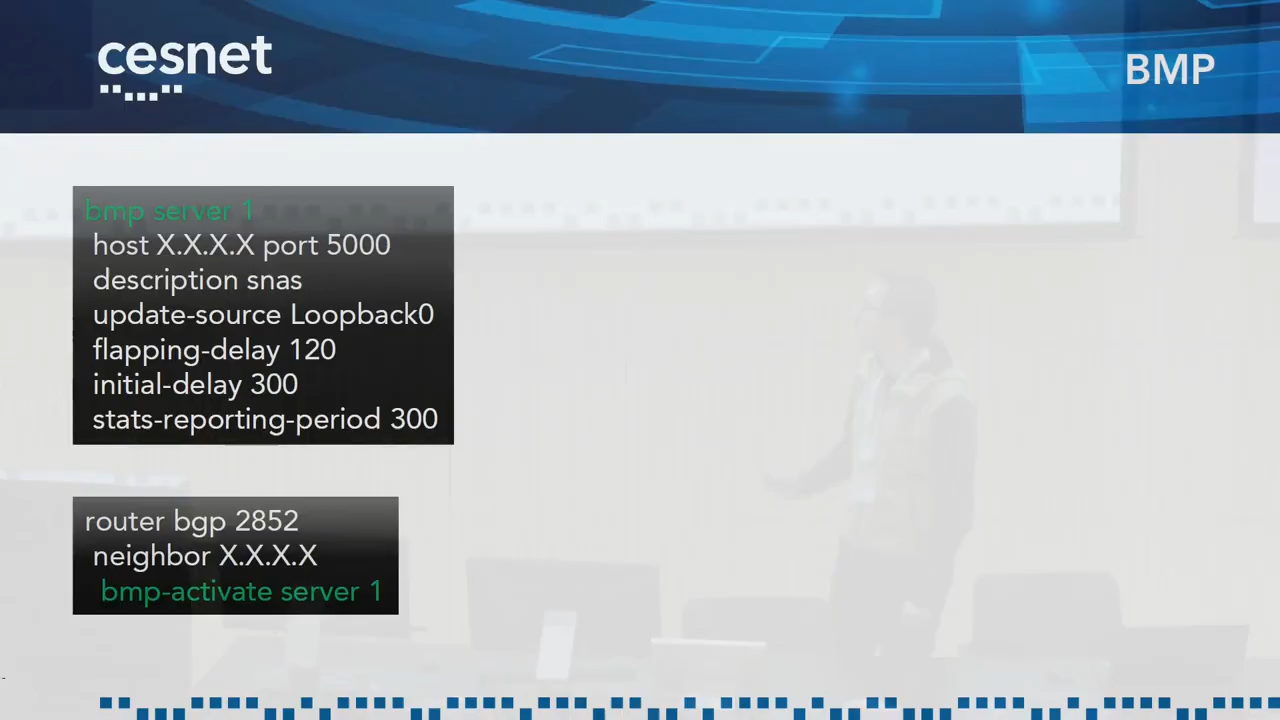 cesnet
BMP
bmp server 1
host X.X.X.X port 5000
description snas
update-source Loopback0
flapping-delay 120
initial-delay 300
stats-reporting-period 300
router bgp 2852
neighbor X.X.X.X
bmp-activate server 1